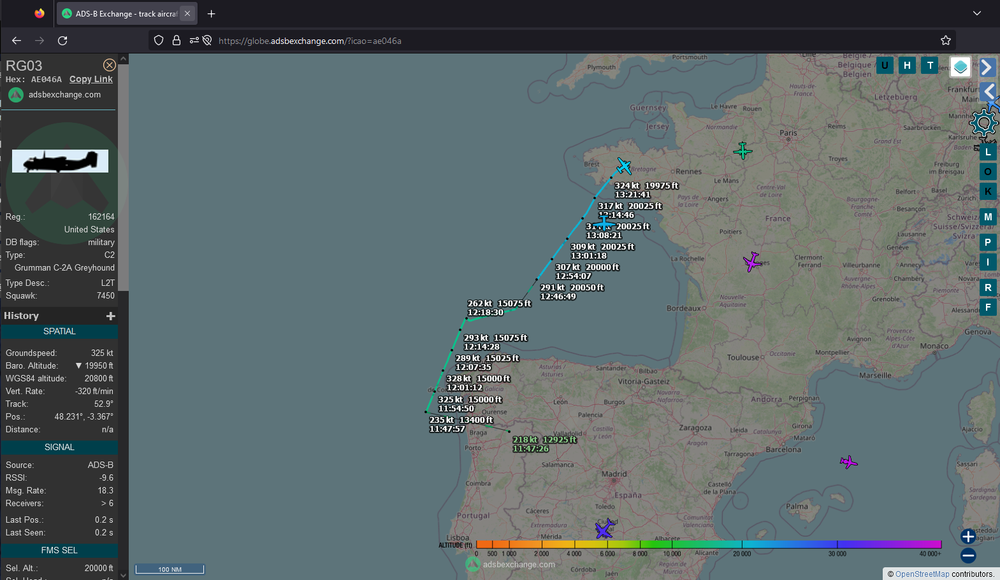 ADS-B Exchange - track aircraf
https://globe.adsbexchange.com/?icao=ae046a
RG03
Hex: AE046A Copy Link
adsbexchange.com
Reg.: 162164
United States
DB flags: military
Type: C2
Grumman C-2A Greyhound
Type Desc.: L2T
Squawk: 7450
History
SPATIAL
Groundspeed: 325 kt
Baro. Altitude: ▼ 19950 ft
WGS84 altitude: 20800 ft
Vert. Rate: -320 ft/min
Track: 52.9°
Pos.: 48.231°, -3.367°
Distance: n/a
SIGNAL
Source: ADS-B
RSSI: -9.6
Msg. Rate: 18.3
Receivers: > 6
Last Pos.: 0.2 s
Last Seen: 0.2 s
FMS SEL
Sel. Alt.: 20000 ft
U H T
L
O
K
M
P
I
R
F
Plymouth
Portsmouth
Lille
België /
Belgique /
Belgien
Guernsey
Jersey
Le Havre
Rouen
Hauts-de-
France
Lëtzebuerg
Frankfurt
Main
Mannhe
Saarbrücken
Karlsruhe
Baden-
Normandie
Paris
Reims
Grand Est
Brest
Bretagne
Rennes
Le Mans
Troyes
Freiburg
im Breisgau
324 kt 19975 ft
13:21:41
317 kt 20025 ft
13:14:46
20025 ft
13:08:21
309 kt 20025 ft
13:01:18
307 kt 20000 ft
12:54:07
291 kt 20050 ft
12:46:49
262 kt 15075 ft
12:18:30
293 kt 15075 ft
12:14:28
289 kt 15025 ft
12:07:35
328 kt 15000 ft
12:01:12
325 kt 15000 ft
11:54:50
235 kt 13400 ft
11:47:57
218 kt 12925 ft
11:47:26
Pays de
la Loire
Angers
Centre-Val
de Loire
Bourgogne-
Franche-
Comté
Belfort
Basel
Zürich
Besançon
France
Schweiz/
Suisse/Svizzera/
Svizra
Poitiers
Lausanne
Genève
La Rochelle
Clermont-
Ferrand
Villeurbanne
Annecy
Chambéry
Auvergne-
Rhône-
Alpes
Novara
Torino
Piemonte
Grenoble
Bordeaux
Nouvelle-
Aquitaine
Alessandria
Genova
Provence-
Alpes-Côte
d'Azur
Avignon
Monaco
Toulouse
Occitanie
Montpellier
Marseille
Asturias /
Asturies
Santander
Bilbao
Vitoria-Gasteiz
Navarra
Nafarroa
Andorra
Perpignan
Galicia
Ourense
León
Burgos
Palencia
Castilla
y León
Valladolid
Zaragoza
Aragón
Lleida
Catalunya
Girona
Mataró
Barcelona
Tarragona
Braga
Porto
Salamanca
Madrid
España
Coimbra
Castelló
de la Plana
Toledo
Cáceres
Portugal
Extremadura
Ciudad
Comunitat
Valenciana
Palma
Ajaccio
Sassari
Sardigna/
Sardegna
Lisboa
Mérida
Albacete
Alicante
Región de
Murcia
Córdoba
Jaén
ALTITUDE (ft)
0 500 1 000 2 000 4 000 6 000 8 000 10 000 20 000 30 000 40 000+
adsbexchange.com
100 NM
© OpenStreetMap contributors.